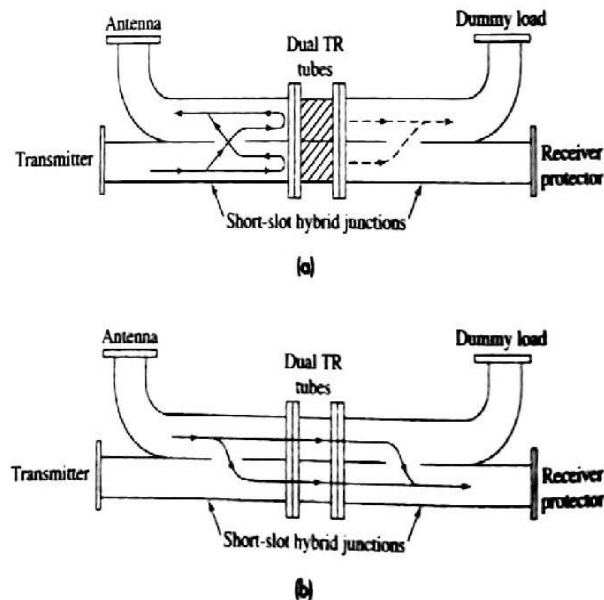 Antenna
Dual TR
tubes
Dummy load
Transmitter
Receiver
protector
Short-slot hybrid junctions
(a)
Antenna
Dual TR
tubes
Dummy load
Transmitter
Receiver
protector
Short-slot hybrid junctions
(b)